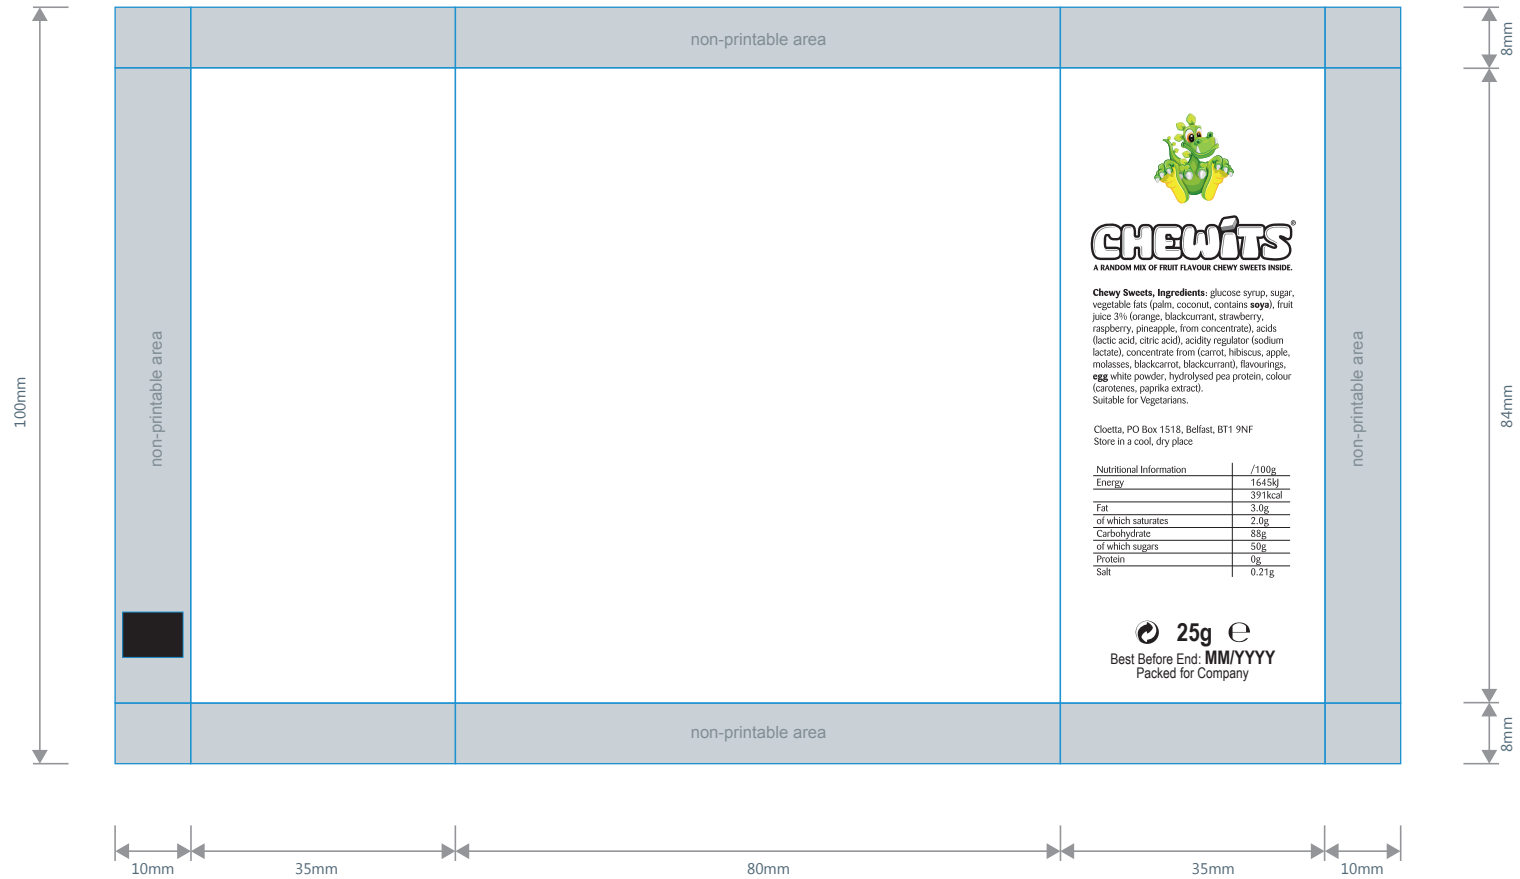 non-printable area
8mm
CHEWITS®
A RANDOM MIX OF FRUIT FLAVOUR CHEWY SWEETS INSIDE.
Chewy Sweets, Ingredients: glucose syrup, sugar,
vegetable fats (palm, coconut, contains soya), fruit
juice 3% (orange, blackcurrant, strawberry,
raspberry, pineapple, from concentrate), acids
(lactic acid, citric acid), acidity regulator (sodium
lactate), concentrate from (carrot, hibiscus, apple,
molasses, blackcarrot, blackcurrant), flavourings,
egg white powder, hydrolysed pea protein, colour
(carotenes, paprika extract).
Suitable for Vegetarians.
100mm
non-printable area
non-printable area
84mm
Cloetta, PO Box 1518, Belfast, BT1 9NF
Store in a cool, dry place
Nutritional Information /100g
Energy 1645kJ
391kcal
Fat 3.0g
of which saturates 2.0g
Carbohydrate 88g
of which sugars 50g
Protein 0g
Salt 0.21g
25g ℮
Best Before End: MM/YYYY
Packed for Company
non-printable area
8mm
10mm 35mm 80mm 35mm 10mm